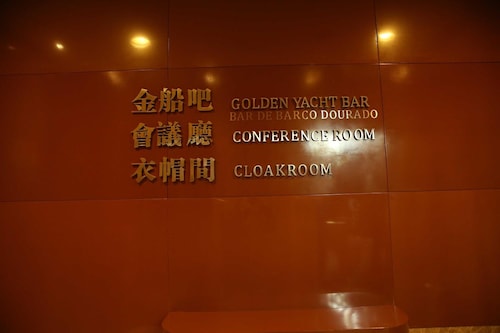 金船吧 GOLDEN YACHT BAR
BAR DE BARCO DOURADO
會議廳 CONFERENCE ROOM
衣帽間 CLOAKROOM